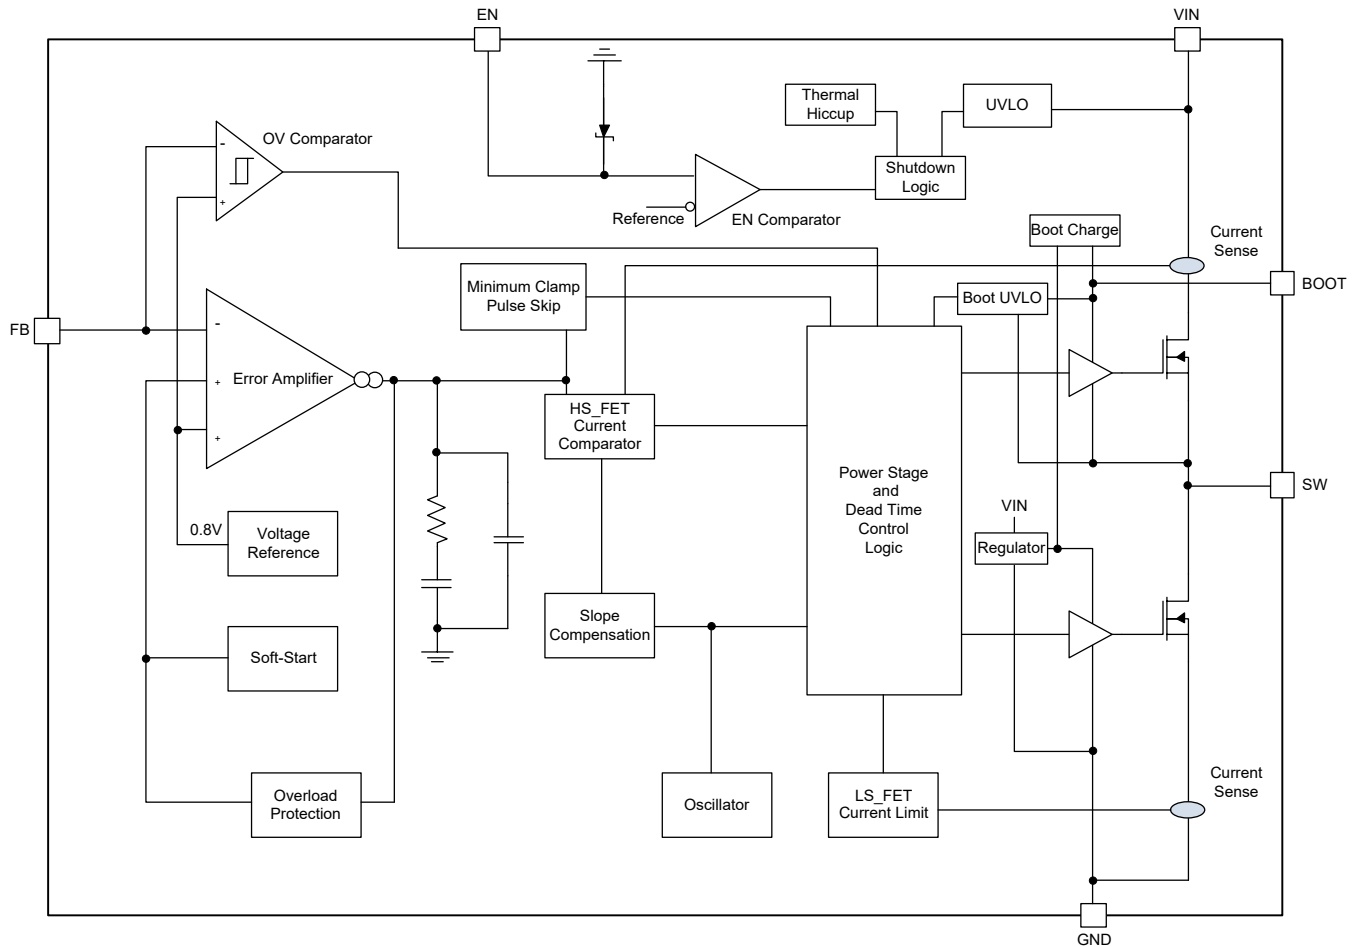 EN
VIN
Thermal
Hiccup
UVLO
OV Comparator
-
+
Shutdown
Logic
Reference
EN Comparator
Boot Charge
Current
Sense
Minimum Clamp
Pulse Skip
Boot UVLO
BOOT
FB
-
+
+
Error Amplifier
HS_FET
Current
Comparator
Power Stage
and
Dead Time
Control
Logic
SW
VIN
Regulator
0.8V
Voltage
Reference
Slope
Compensation
Soft-Start
Overload
Protection
Oscillator
LS_FET
Current Limit
Current
Sense
GND